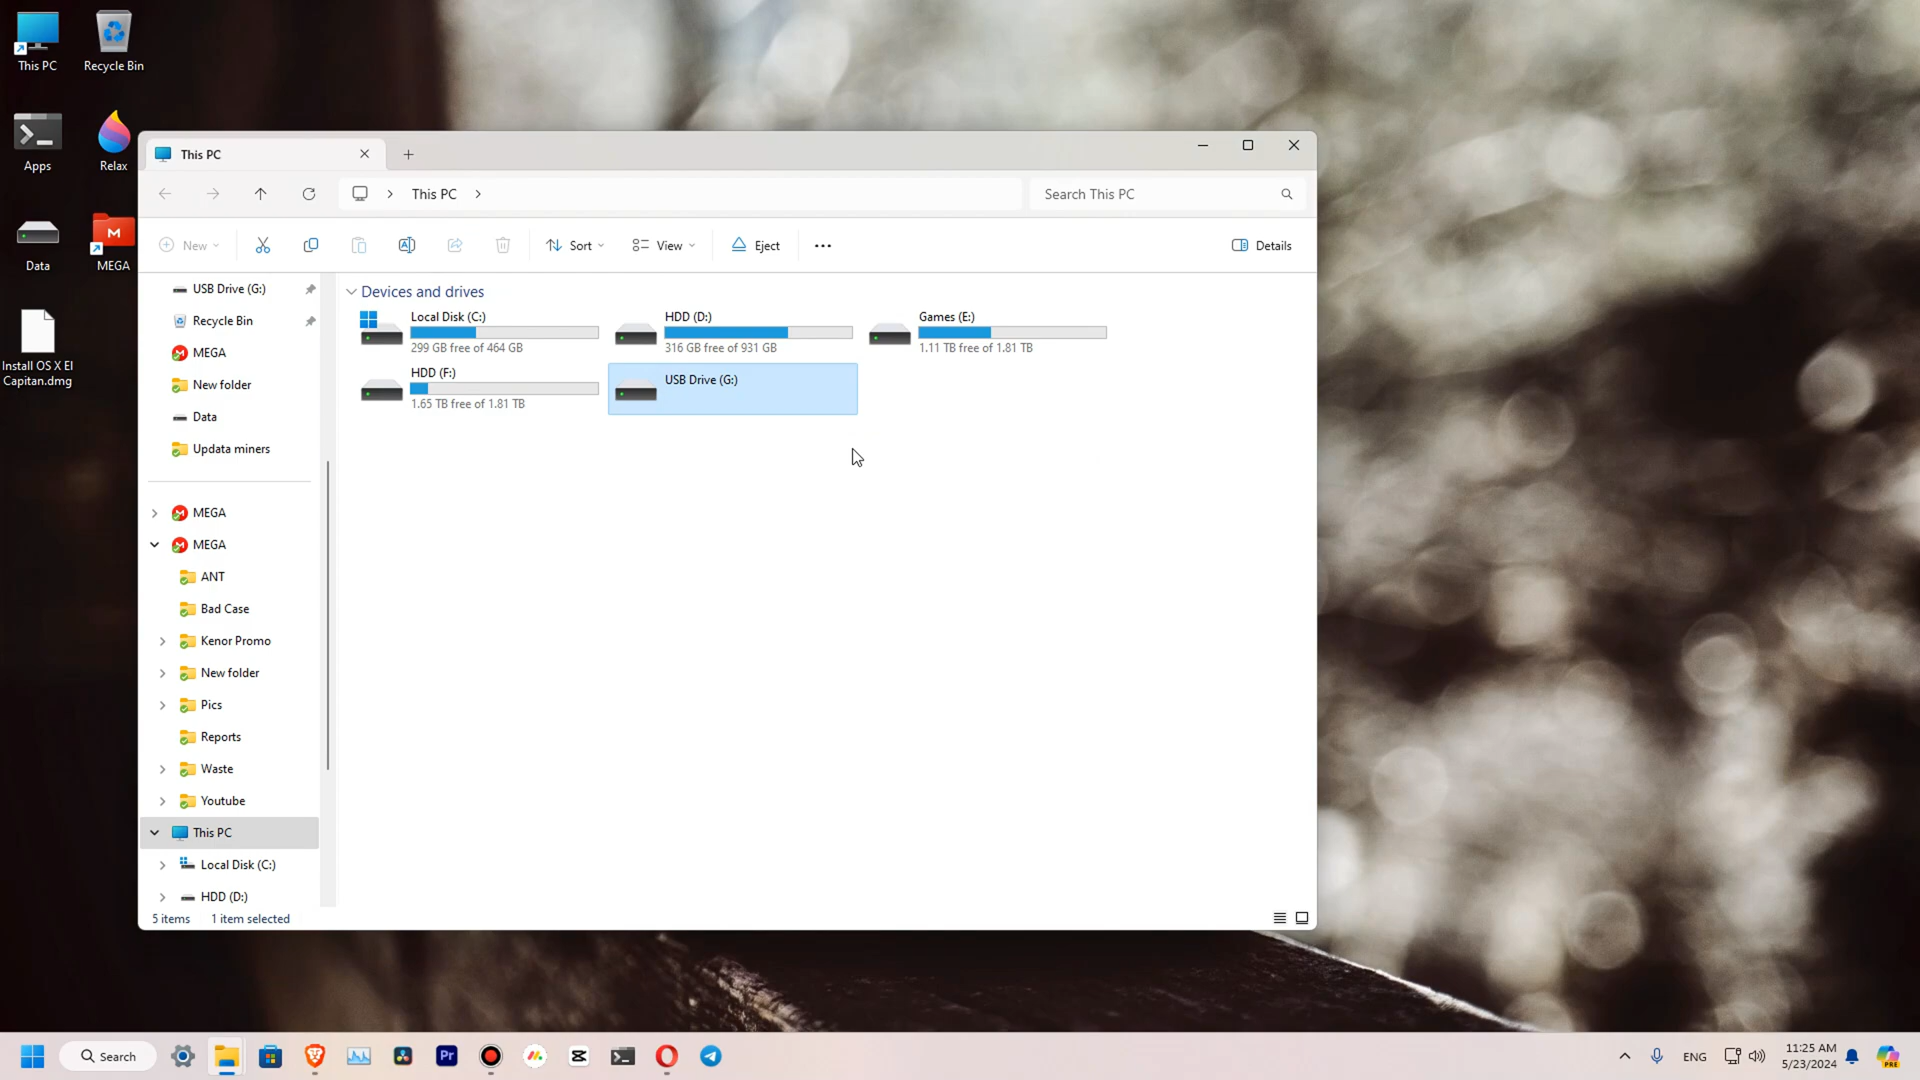 This PC
Recycle Bin
Apps
Relax
Data
MEGA
Install OS X El
Capitan.dmg
This PC
This PC
Search This PC
New
Sort
View
Eject
Details
USB Drive (G:)
Recycle Bin
MEGA
New folder
Data
Updata miners
MEGA
MEGA
ANT
Bad Case
Kenor Promo
New folder
Pics
Reports
Waste
Youtube
This PC
Local Disk (C:)
HDD (D:)
Devices and drives
Local Disk (C:)
299 GB free of 464 GB
HDD (D:)
316 GB free of 931 GB
Games (E:)
1.11 TB free of 1.81 TB
HDD (F:)
1.65 TB free of 1.81 TB
USB Drive (G:)
5 items
1 item selected
Search
Pr
ENG
11:25 AM
5/23/2024
PRE